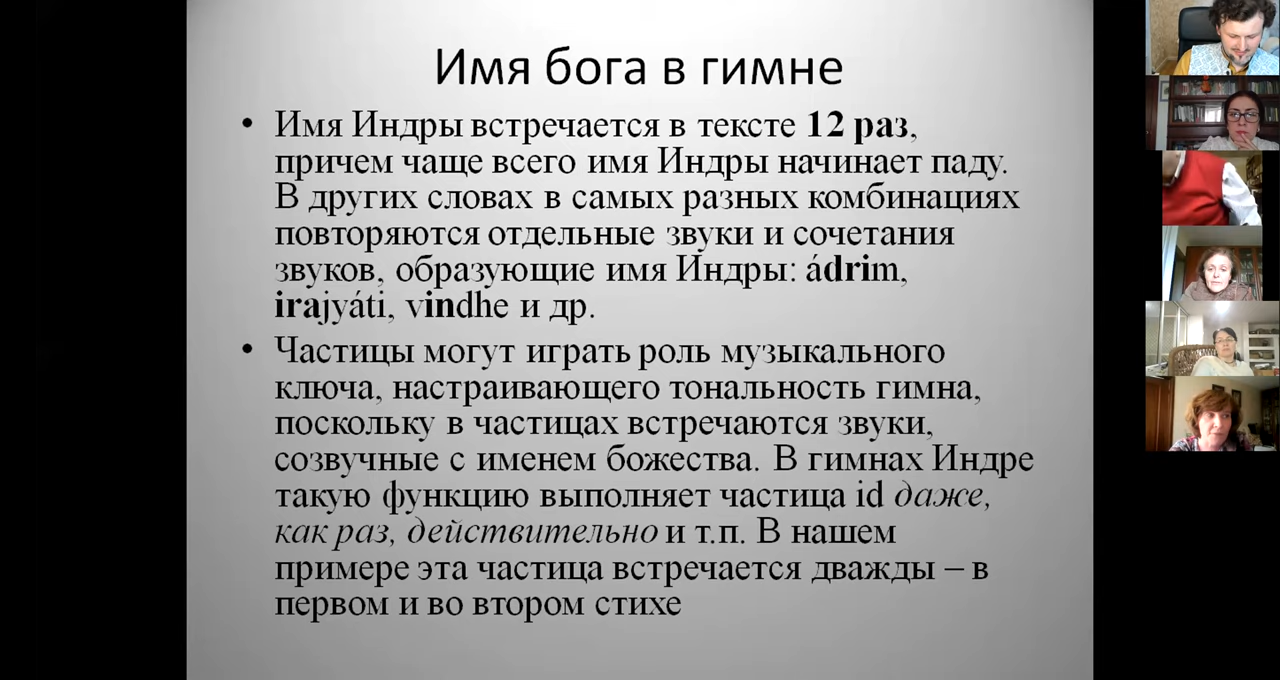 Имя бога в гимне
• Имя Индры встречается в тексте 12 раз,
причем чаще всего имя Индры начинает паду.
В других словах в самых разных комбинациях
повторяются отдельные звуки и сочетания
звуков, образующие имя Индры: ádrim,
irajyáti, vindhe и др.
• Частицы могут играть роль музыкального
ключа, настраивающего тональность гимна,
поскольку в частицах встречаются звуки,
созвучные с именем божества. В гимнах Индре
такую функцию выполняет частица id даже,
как раз, действительно и т.п. В нашем
примере эта частица встречается дважды – в
первом и во втором стихе